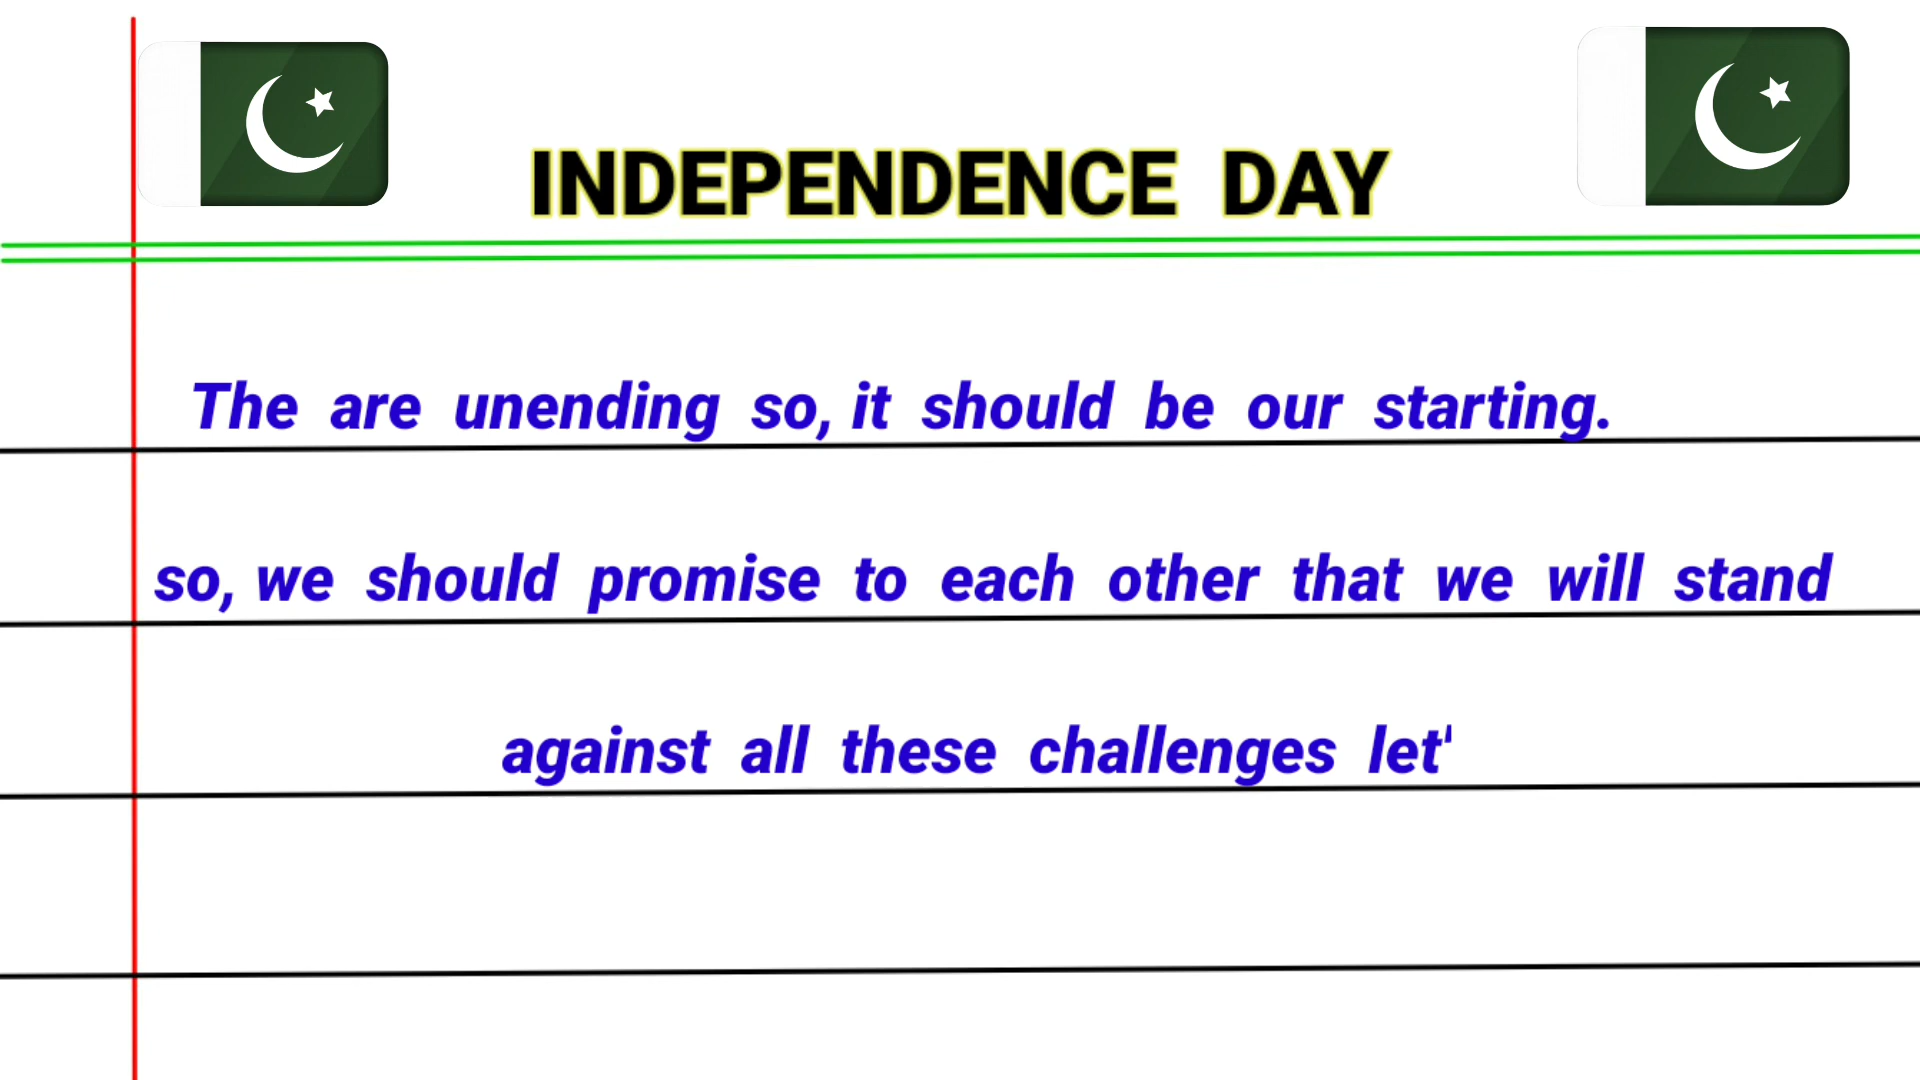 INDEPENDENCE DAY
The are unending so, it should be our starting.
so, we should promise to each other that we will stand
against all these challenges let'